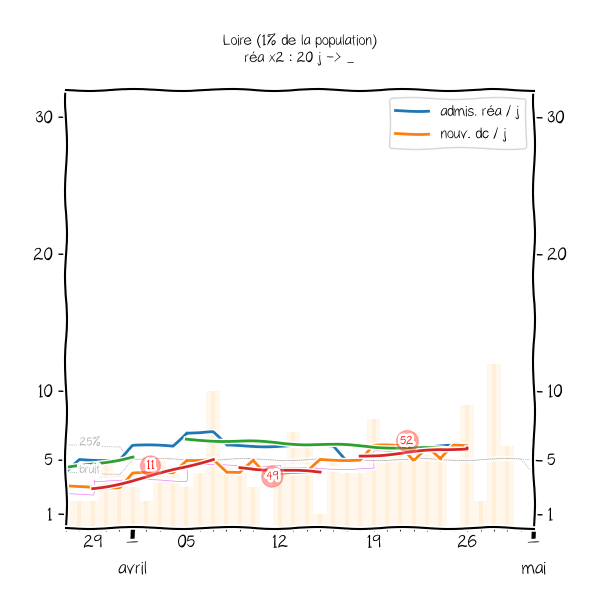 Loire (1% de la population)
réa x2 : 20 j -> _
admis. réa / j
nouv. dc / j
30
30
20
20
10
10
25%
bruit
11
49
52
5
5
1
1
29
05
12
19
26
avril
mai